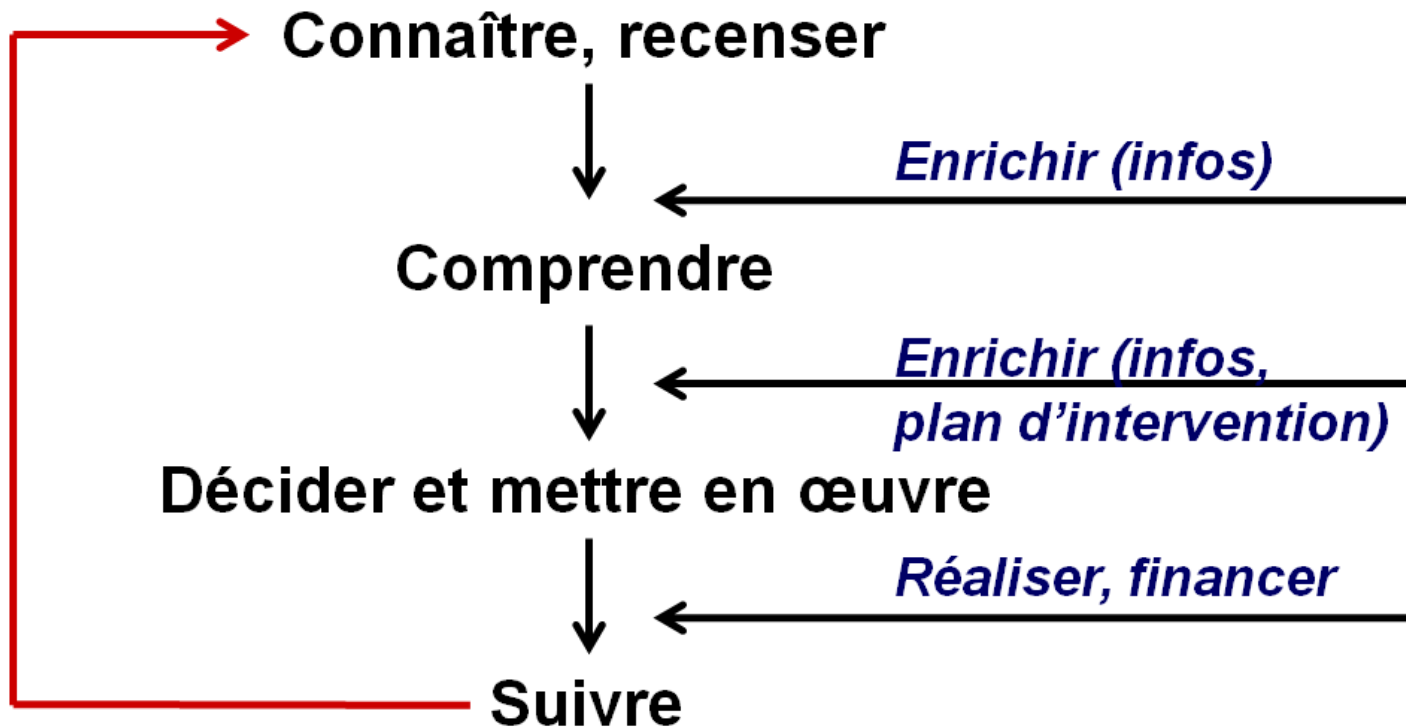 Connaître, recenser
Enrichir (infos)
Comprendre
Enrichir (infos,
plan d'intervention)
Décider et mettre en œuvre
Réaliser, financer
Suivre